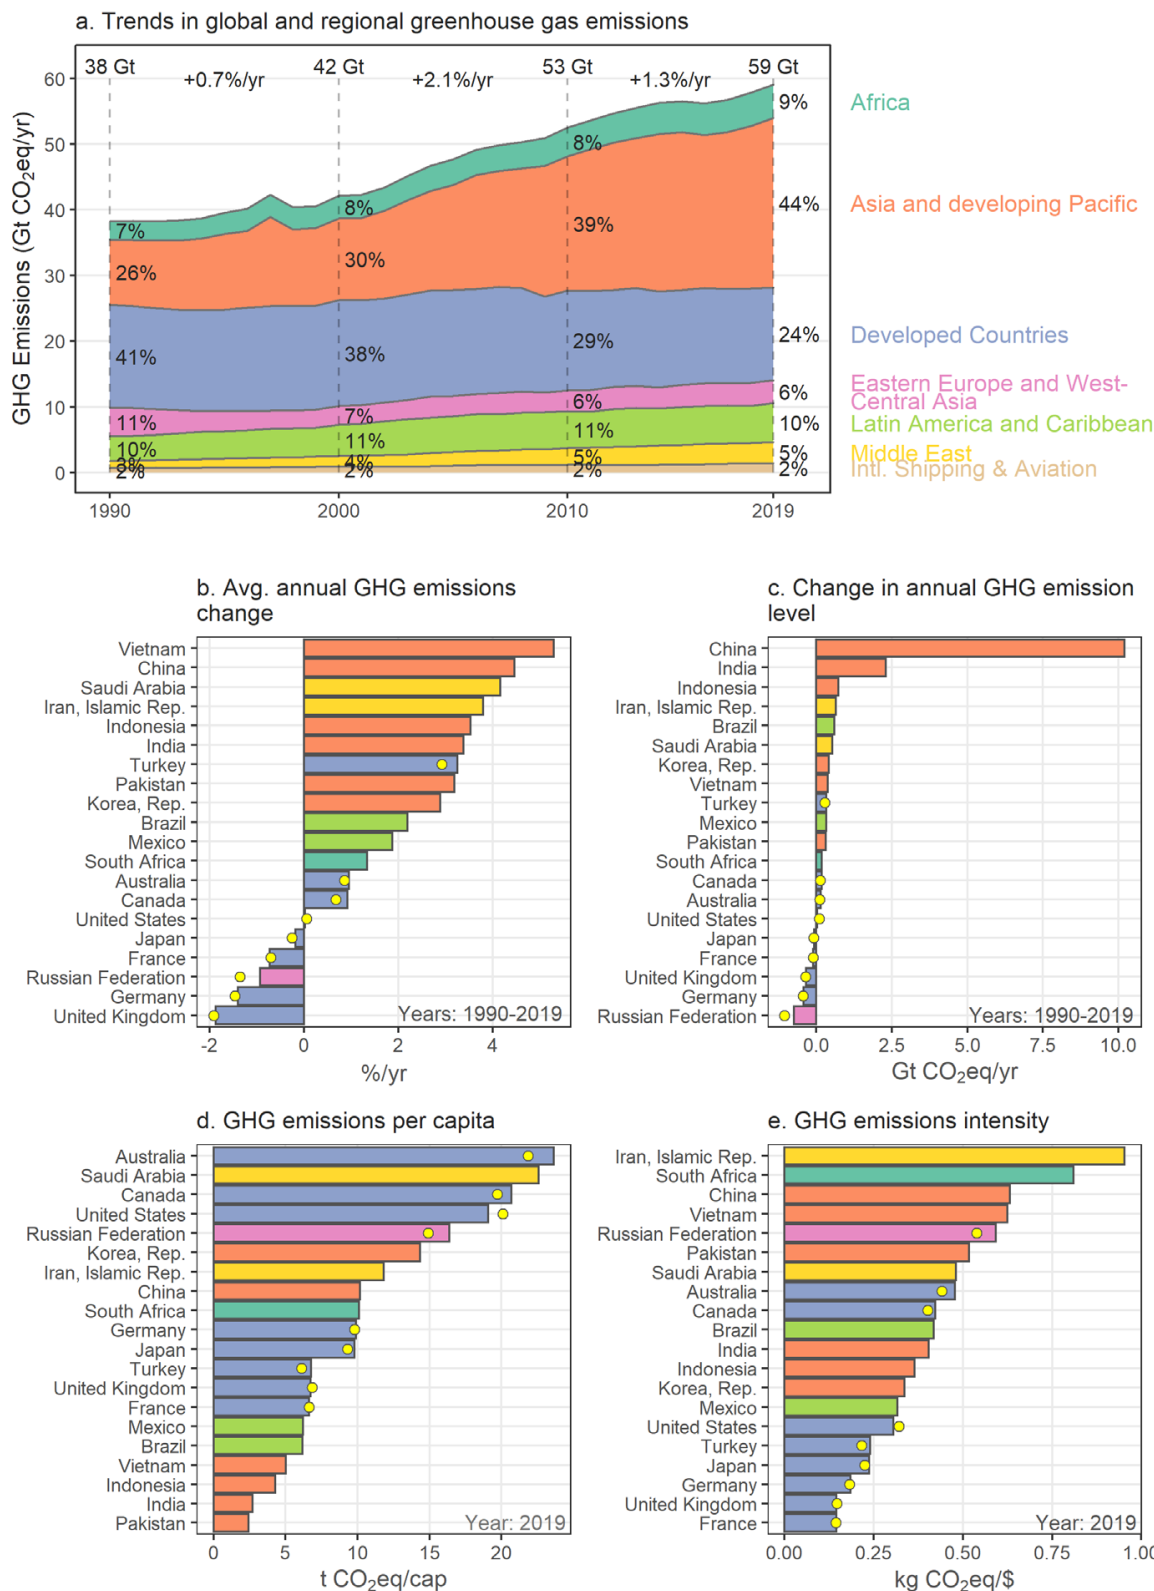 a. Trends in global and regional greenhouse gas emissions
38 Gt +0.7%/yr 42 Gt +2.1%/yr 53 Gt +1.3%/yr 59 Gt
GHG Emissions (Gt CO₂eq/yr)
60
50
40
30
20
10
0
7% 8% 8% 9% Africa
26% 30% 39% 44% Asia and developing Pacific
41% 38% 29% 24% Developed Countries
11% 7% 6% 6% Eastern Europe and West-
Central Asia
10% 11% 11% 10% Latin America and Caribbean
3% 4% 5% 5% Middle East
2% 2% 2% 2% Intl. Shipping & Aviation
1990 2000 2010 2019
b. Avg. annual GHG emissions
change
Vietnam
China
Saudi Arabia
Iran, Islamic Rep.
Indonesia
India
Turkey
Pakistan
Korea, Rep.
Brazil
Mexico
South Africa
Australia
Canada
United States
Japan
France
Russian Federation
Germany
United Kingdom
Years: 1990-2019
-2 0 2 4
%/yr
c. Change in annual GHG emission
level
China
India
Indonesia
Iran, Islamic Rep.
Brazil
Saudi Arabia
Korea, Rep.
Vietnam
Turkey
Mexico
Pakistan
South Africa
Canada
Australia
United States
Japan
France
United Kingdom
Germany
Russian Federation
Years: 1990-2019
0.0 2.5 5.0 7.5 10.0
Gt CO₂eq/yr
d. GHG emissions per capita
Australia
Saudi Arabia
Canada
United States
Russian Federation
Korea, Rep.
Iran, Islamic Rep.
China
South Africa
Germany
Japan
Turkey
United Kingdom
France
Mexico
Brazil
Vietnam
Indonesia
India
Pakistan
Year: 2019
0 5 10 15 20
t CO₂eq/cap
e. GHG emissions intensity
Iran, Islamic Rep.
South Africa
China
Vietnam
Russian Federation
Pakistan
Saudi Arabia
Australia
Canada
Brazil
India
Indonesia
Korea, Rep.
Mexico
United States
Turkey
Japan
Germany
United Kingdom
France
Year: 2019
0.00 0.25 0.50 0.75 1.00
kg CO₂eq/$